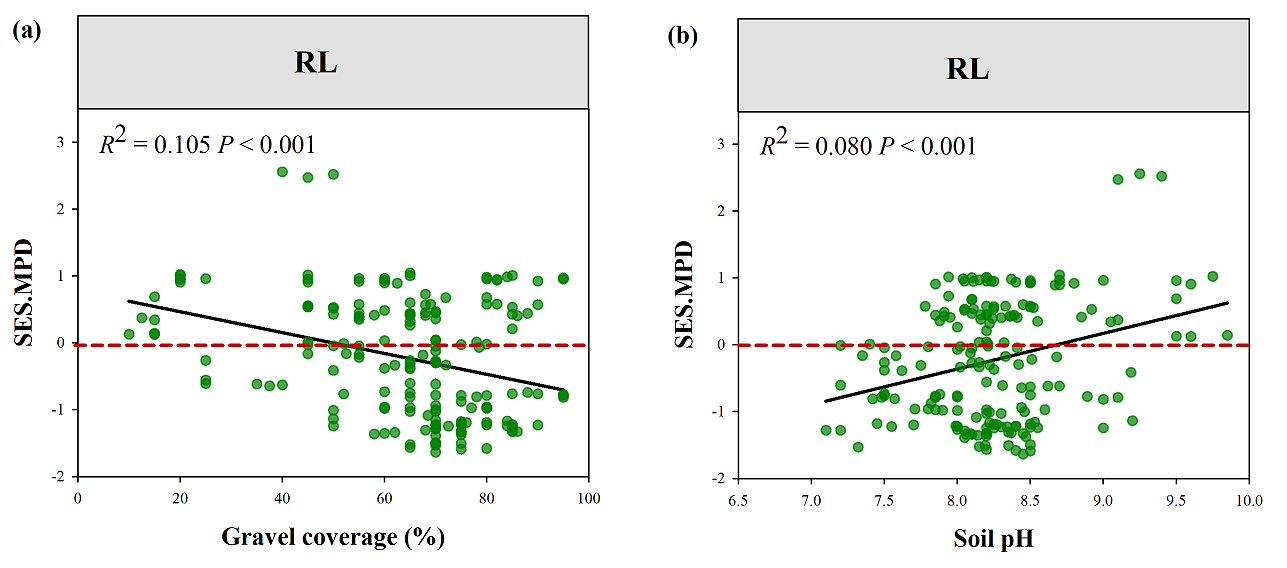 (a)
RL
R2 = 0.105 P < 0.001
3
2
1
0
-1
-2
SES.MPD
0 20 40 60 80 100
Gravel coverage (%)
(b)
RL
R2 = 0.080 P < 0.001
3
2
1
0
-1
-2
SES.MPD
6.5 7.0 7.5 8.0 8.5 9.0 9.5 10.0
Soil pH